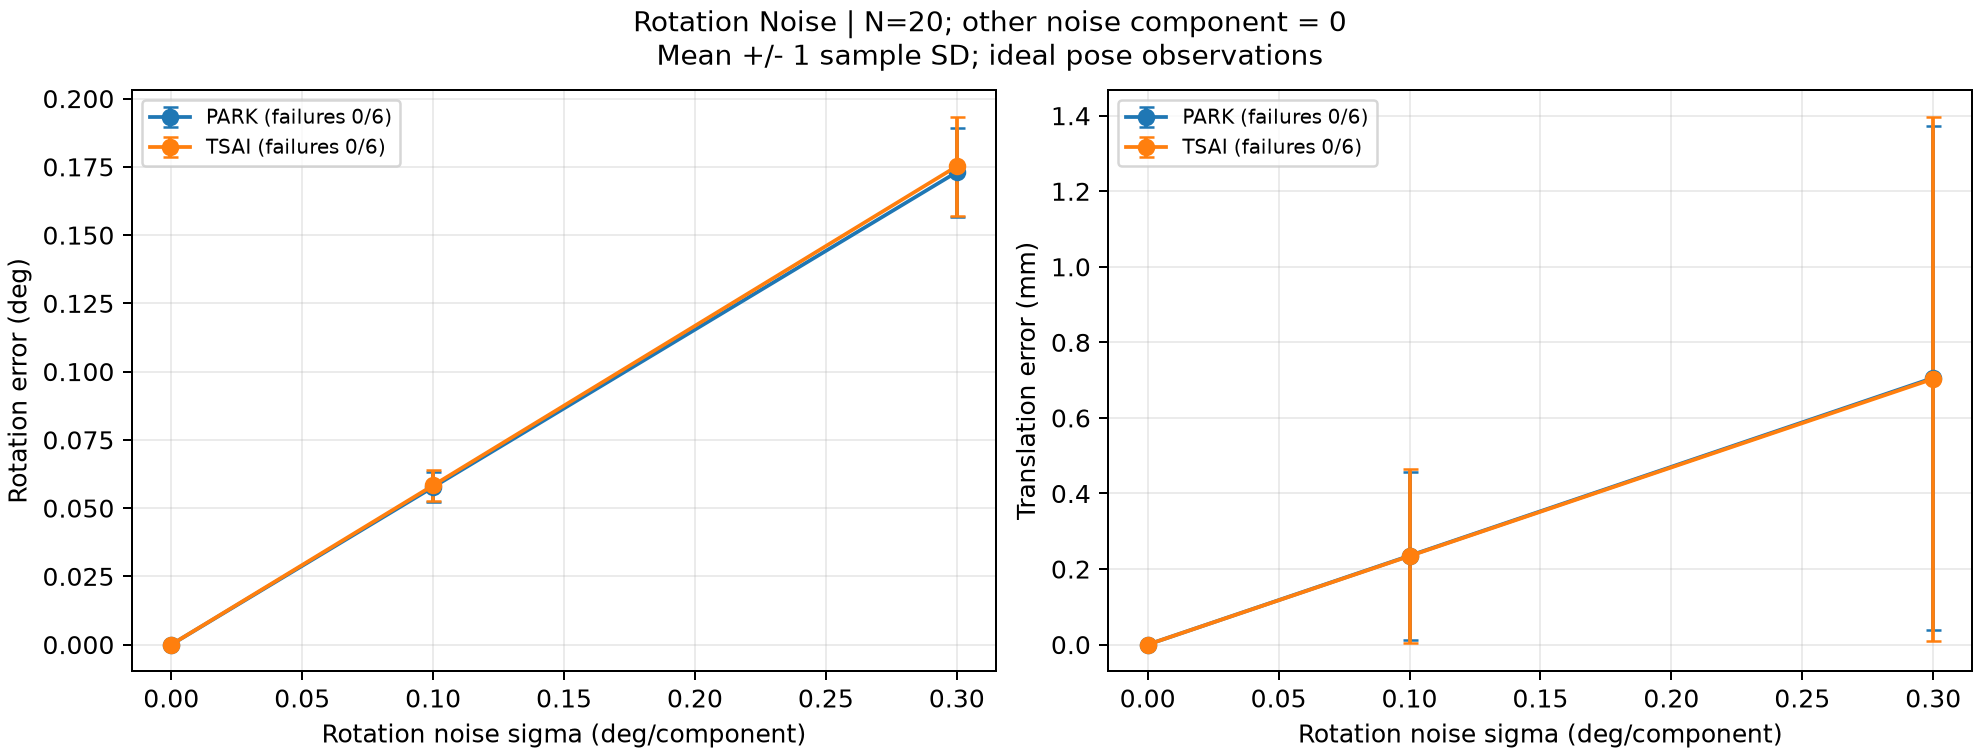 Rotation Noise | N=20; other noise component = 0
Mean +/- 1 sample SD; ideal pose observations
PARK (failures 0/6)
TSAI (failures 0/6)
Rotation error (deg)
0.200
0.175
0.150
0.125
0.100
0.075
0.050
0.025
0.000
0.00 0.05 0.10 0.15 0.20 0.25 0.30
Rotation noise sigma (deg/component)
PARK (failures 0/6)
TSAI (failures 0/6)
Translation error (mm)
1.4
1.2
1.0
0.8
0.6
0.4
0.2
0.0
0.00 0.05 0.10 0.15 0.20 0.25 0.30
Rotation noise sigma (deg/component)